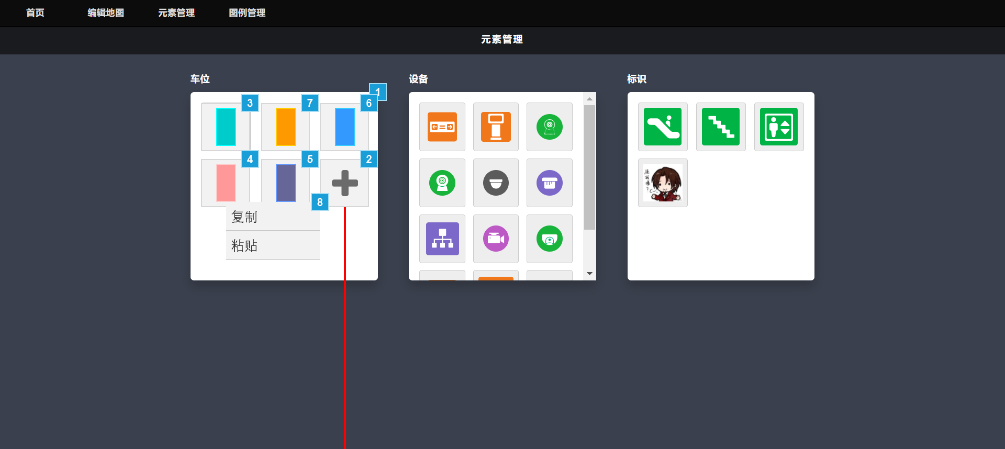 首页 编辑地图 元素管理 图例管理
元素管理
车位 设备 标识
1
3 7 6
4 5 2
8
复制
粘贴